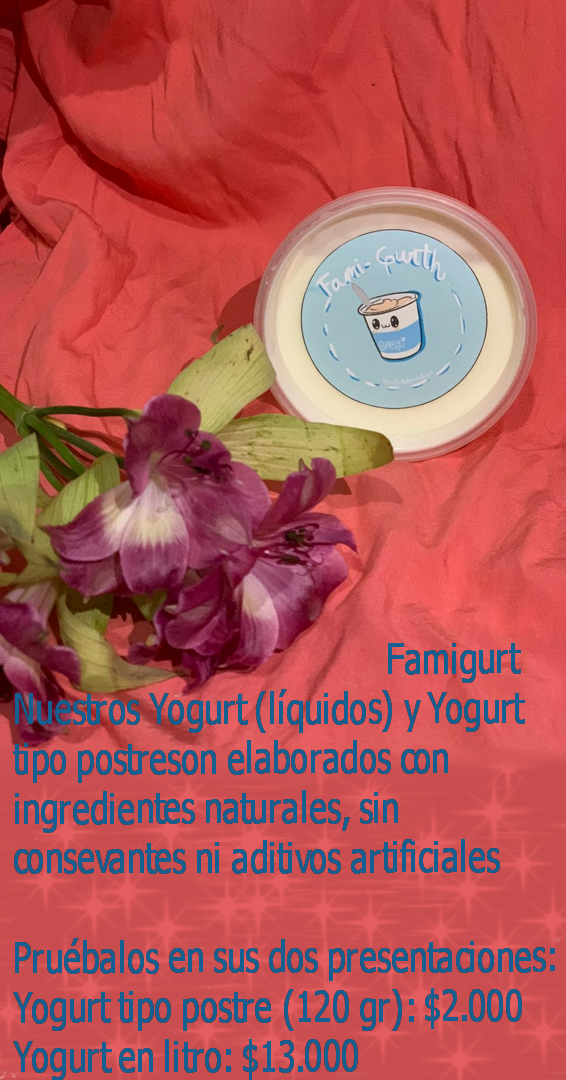 Fami-Gurth
Famigurt
Nuestros Yogurt (líquidos) y Yogurt
tipo postreson elaborados con
ingredientes naturales, sin
consevantes ni aditivos artificiales
Pruébalos en sus dos presentaciones:
Yogurt tipo postre (120 gr): $2.000
Yogurt en litro: $13.000